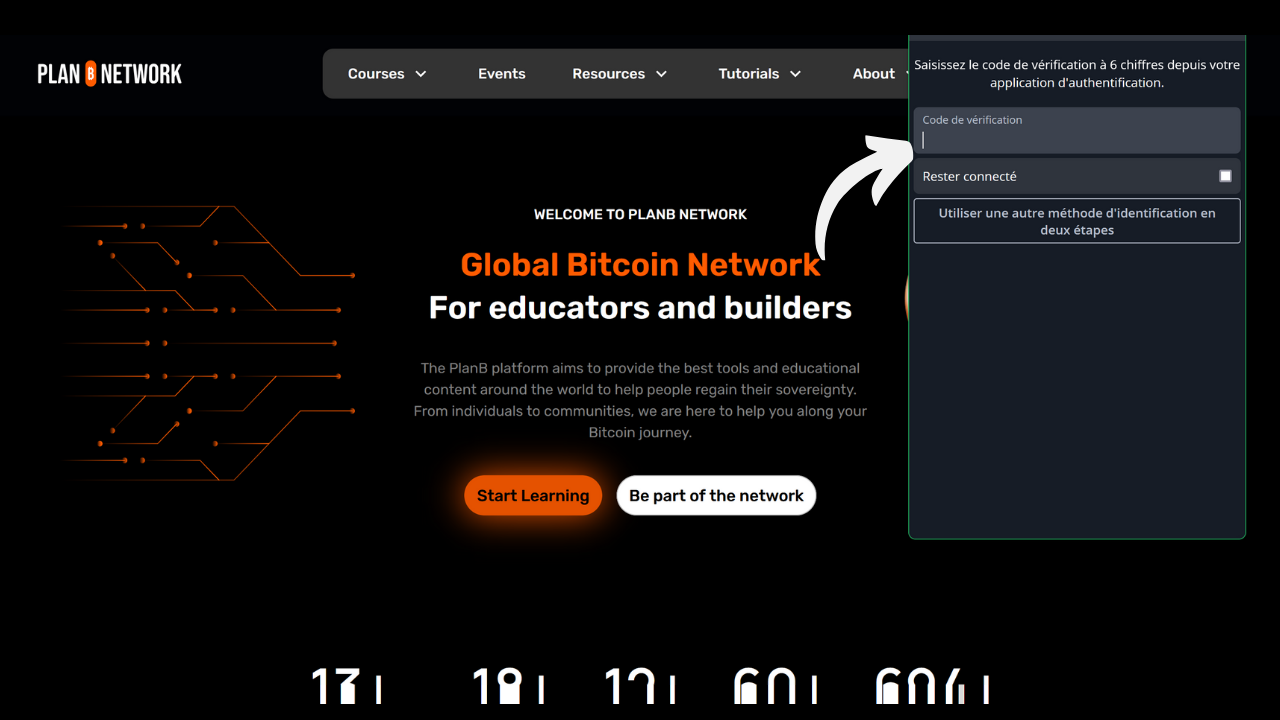 PLAN B NETWORK
Courses
Events
Resources
Tutorials
About
Saisissez le code de vérification à 6 chiffres depuis votre
application d'authentification.
Code de vérification
Rester connecté
Utiliser une autre méthode d'identification en
deux étapes
WELCOME TO PLANB NETWORK
Global Bitcoin Network
For educators and builders
The PlanB platform aims to provide the best tools and educational
content around the world to help people regain their sovereignty.
From individuals to communities, we are here to help you along your
Bitcoin journey.
Start Learning
Be part of the network